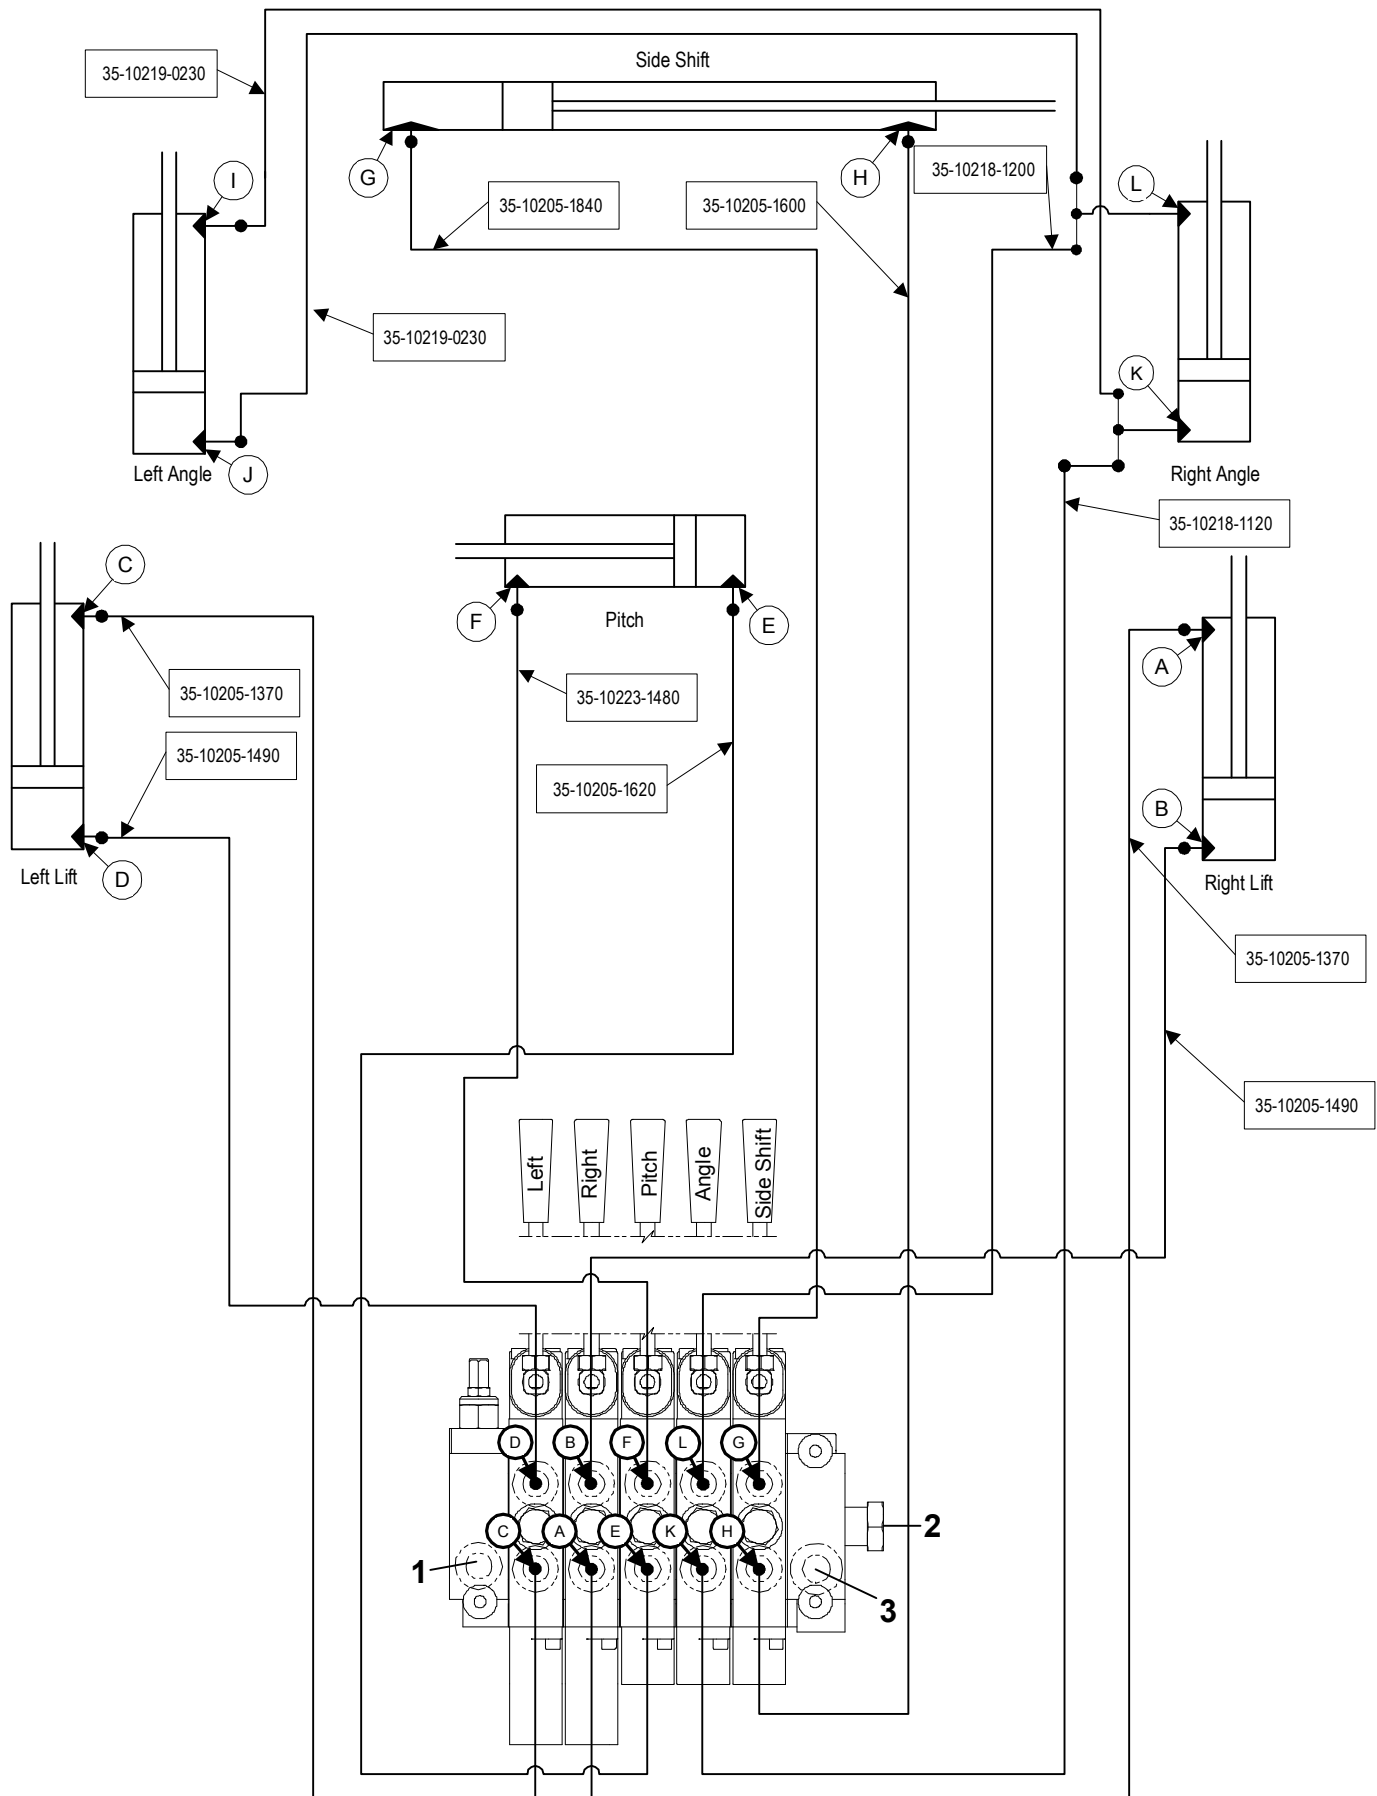 Side Shift
35-10219-0230
G
H
35-10218-1200
I
L
35-10205-1840
35-10205-1600
35-10219-0230
K
Left Angle
J
Right Angle
35-10218-1120
C
F
Pitch
E
A
35-10205-1370
35-10223-1480
35-10205-1490
35-10205-1620
B
Left Lift
D
Right Lift
35-10205-1370
35-10205-1490
Left
Right
Pitch
Angle
Side Shift
D
B
F
L
G
C
A
E
K
H
2
1
3